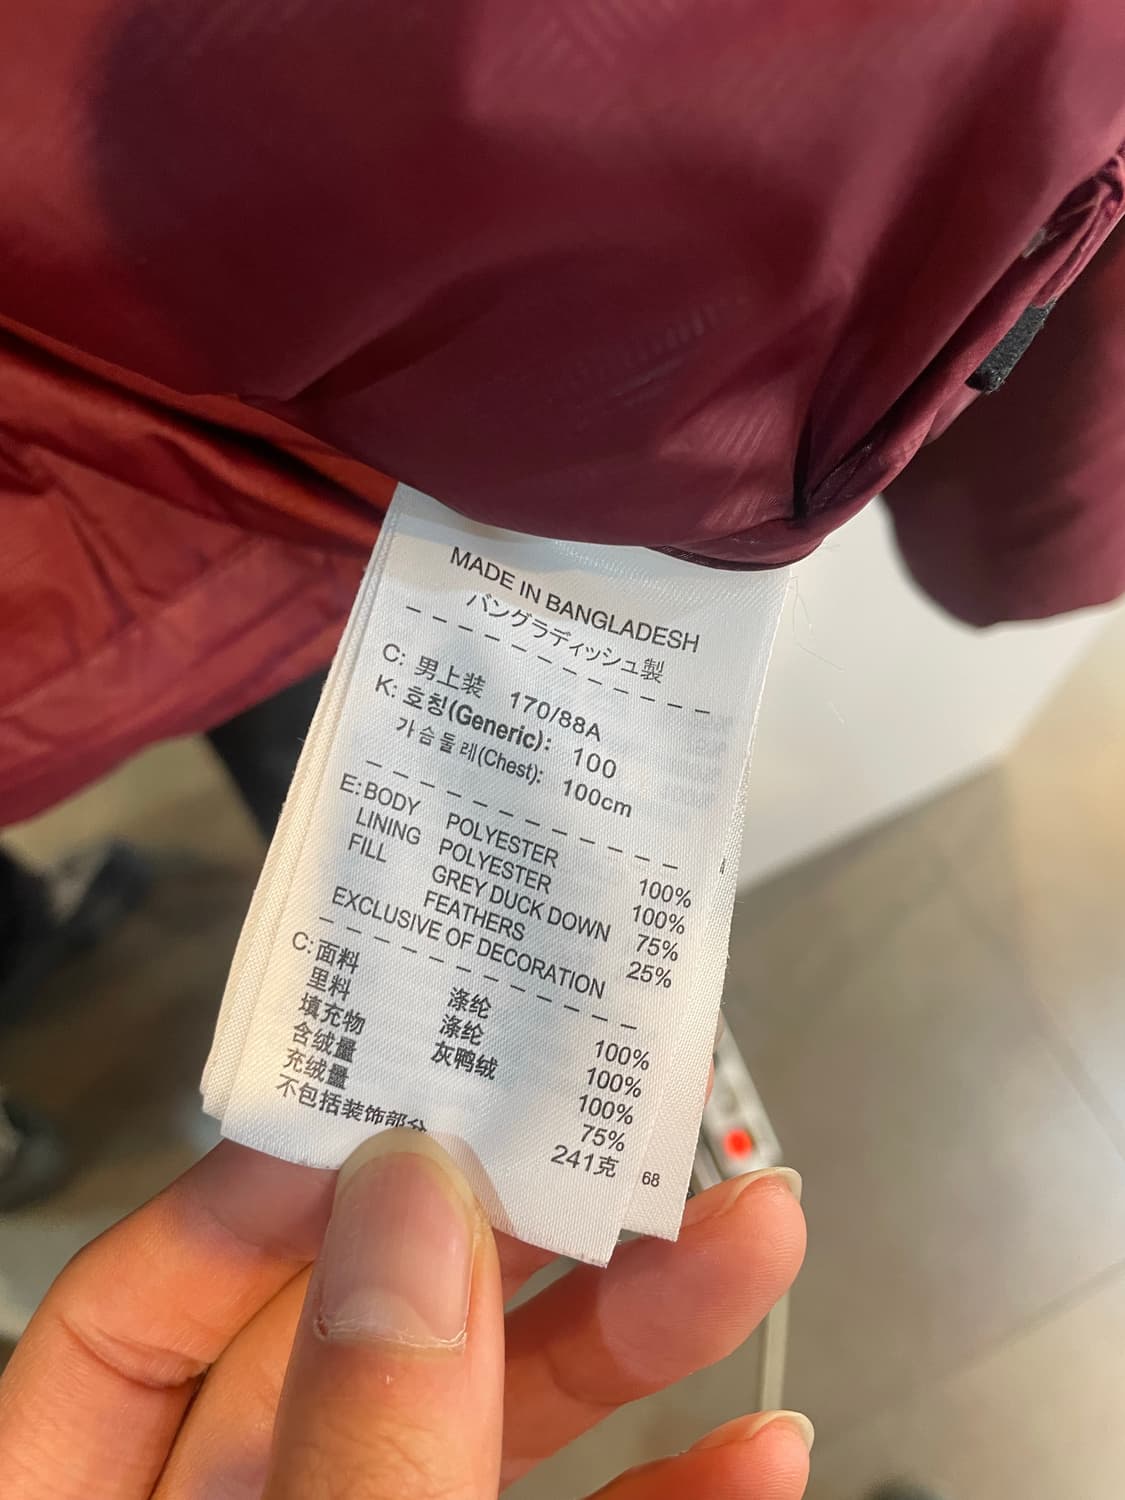 MADE IN BANGLADESH
バングラディッシュ製
C: 男上装 170/88A
K: 호칭(Generic): 100
가슴둘레(Chest): 100cm
E: BODY POLYESTER 100%
LINING POLYESTER 100%
FILL GREY DUCK DOWN 75%
FEATHERS 25%
EXCLUSIVE OF DECORATION
C: 面料 涤纶 100%
里料 涤纶 100%
填充物 灰鸭绒 100%
含绒量 75%
充绒量 241克
不包括装饰部分
68